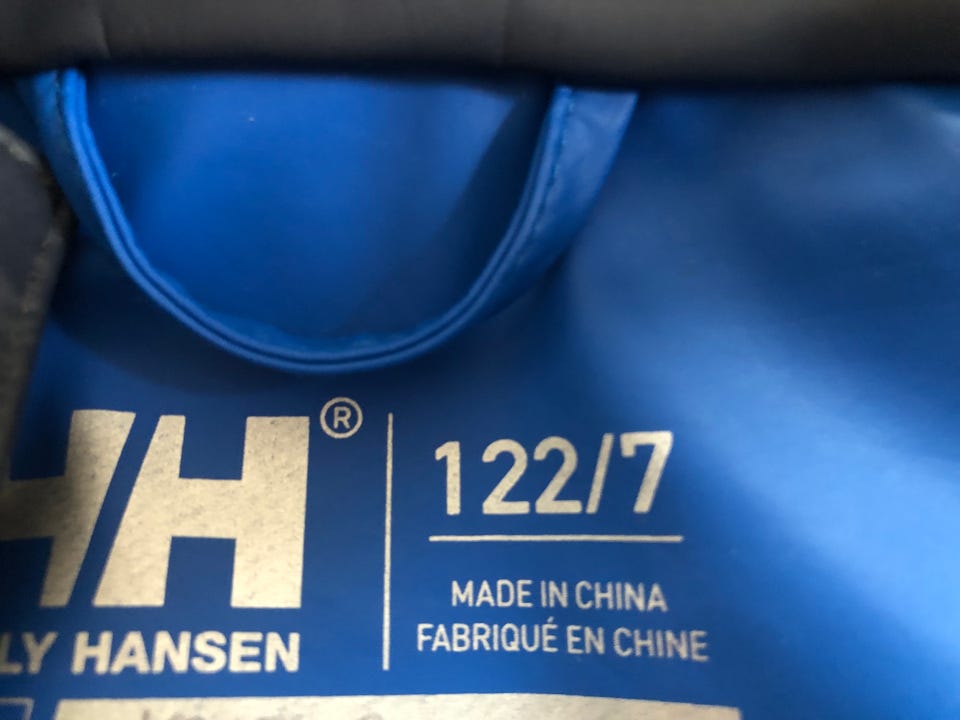 HH®
122/7
MADE IN CHINA
FABRIQUÉ EN CHINE
LY HANSEN